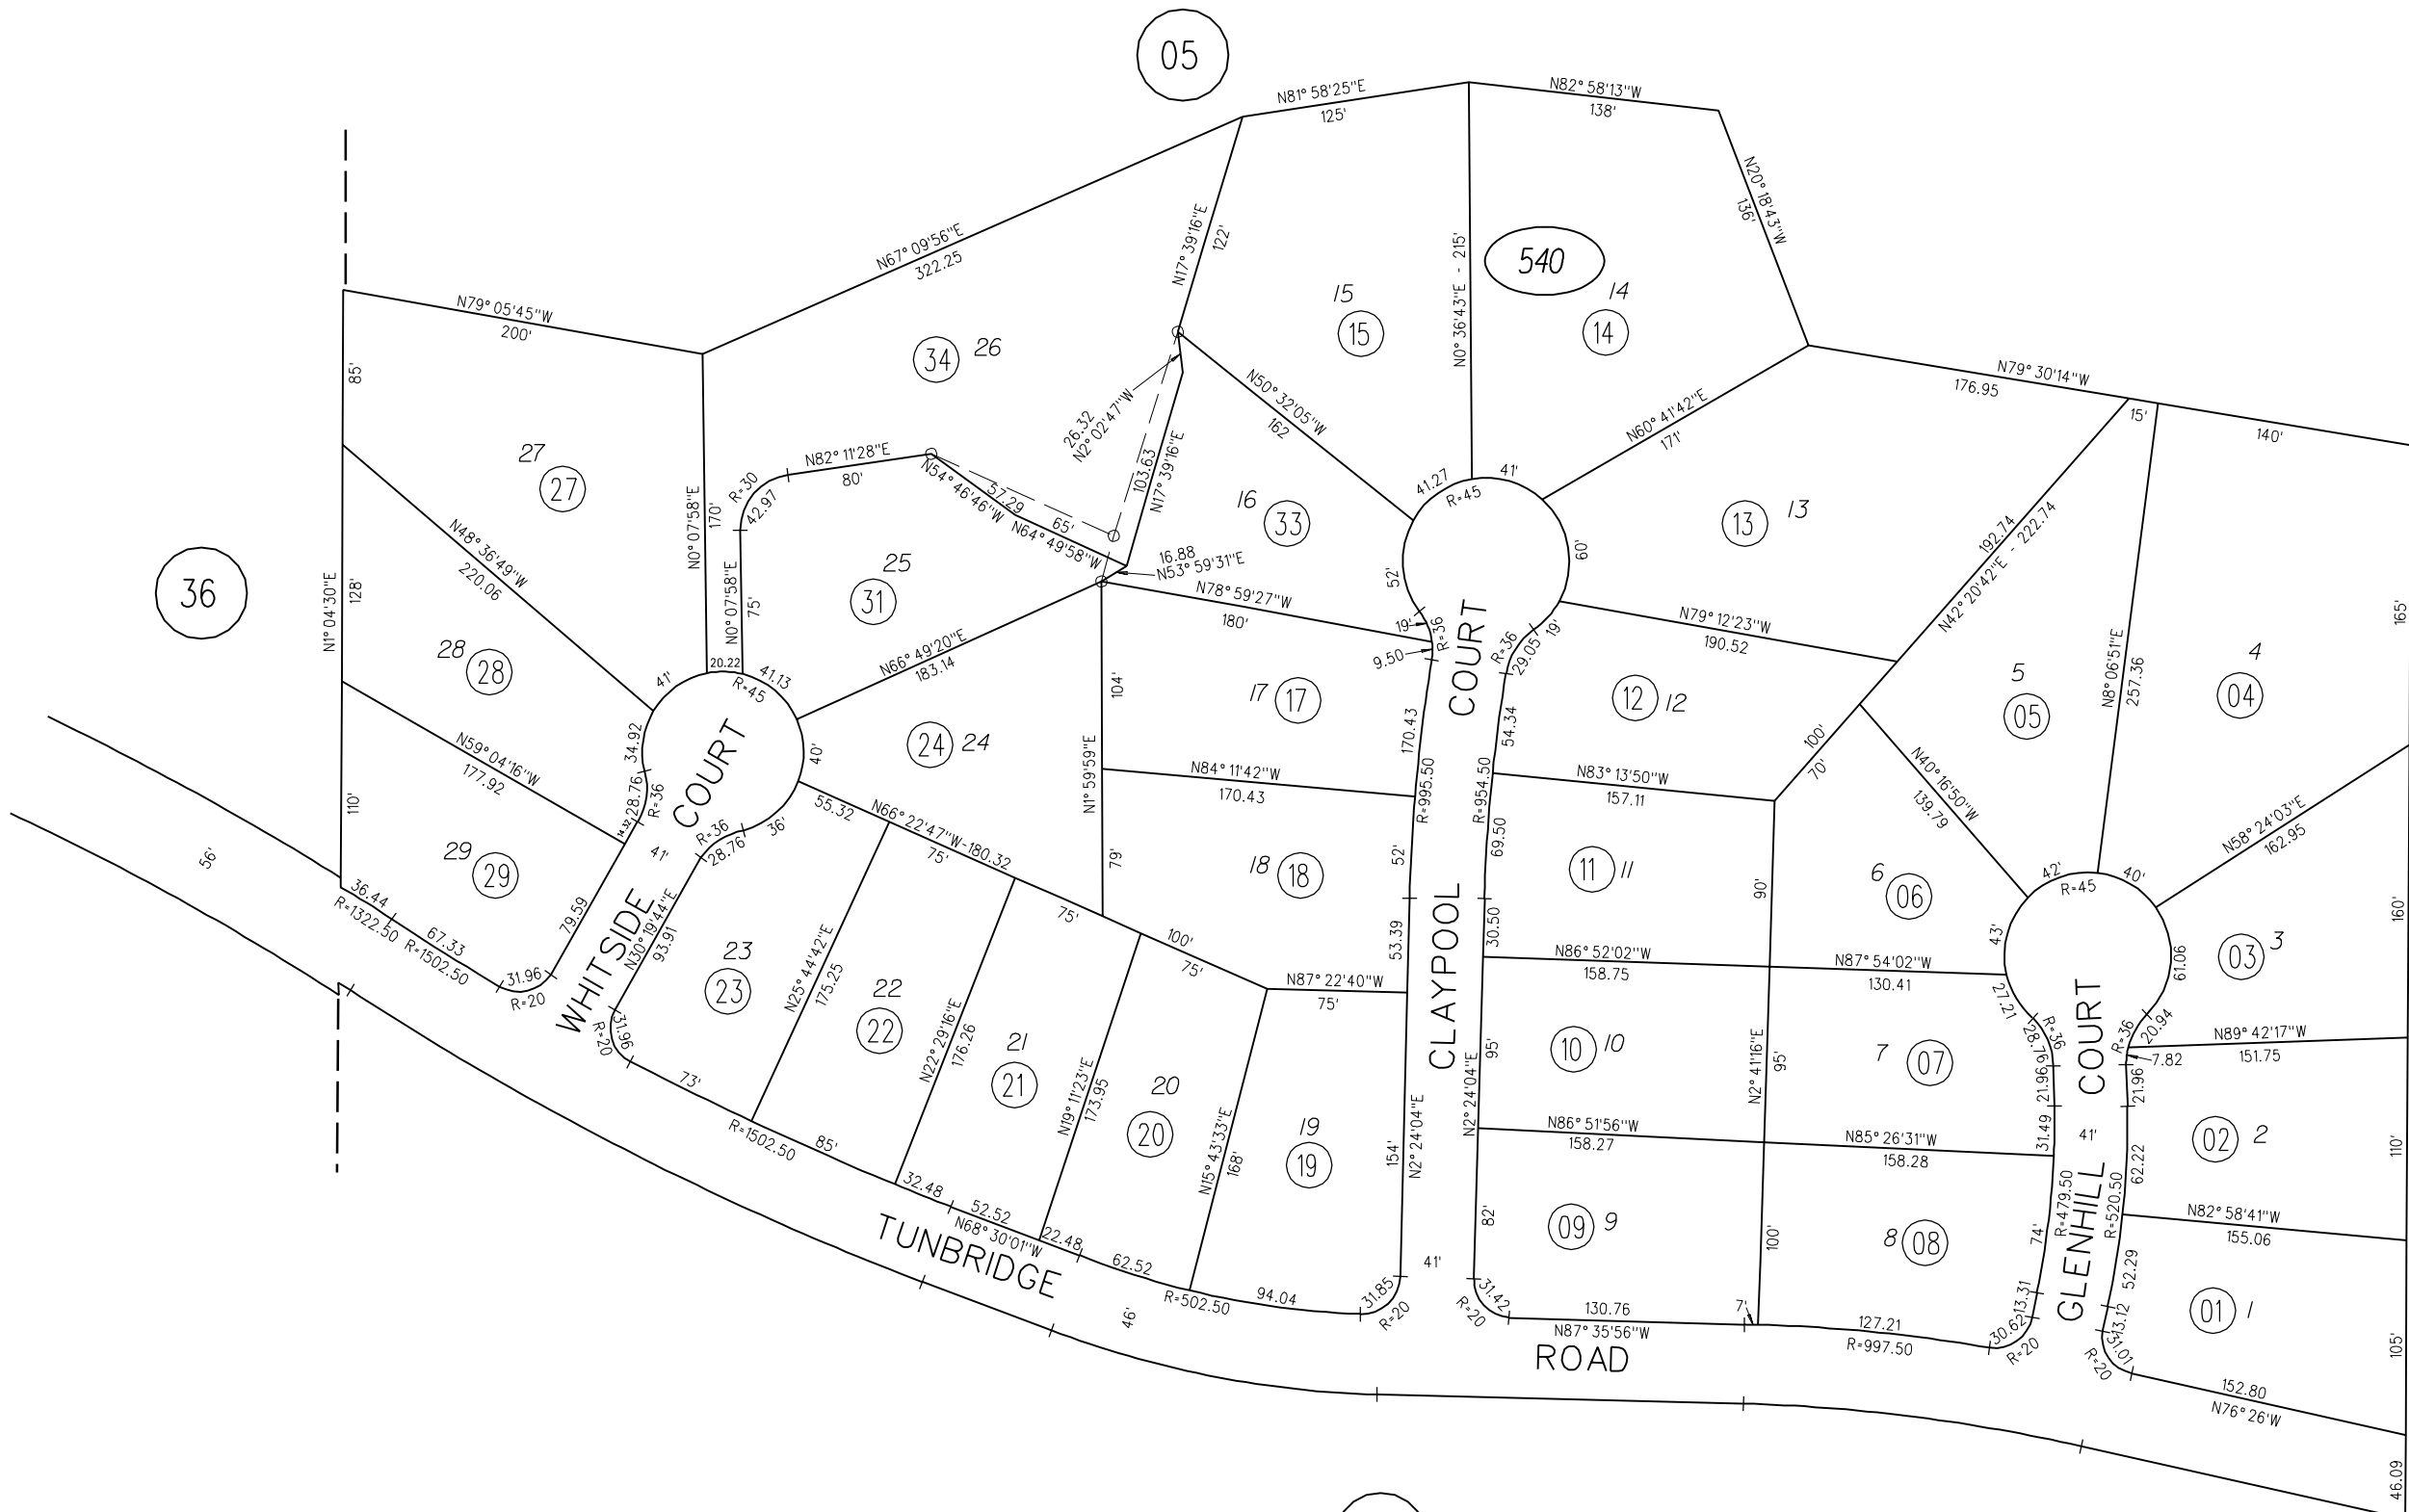 05
N81° 58'25"E
125'
N82° 58'13"W
138'
N20° 18'43"W
136'
N67° 09'56"E
322.25
N17° 39'16"E
122'
N0° 36'43"E - 215'
540
15
15
14
14
N79° 05'45"W
200'
85'
34
26
26.32
N2° 02'47"W
N50° 32'05"W
162
N60° 41'42"E
171'
N79° 30'14"W
176.95
15'
140'
27
27
N0° 07'58"E
170'
R=30
42.97
N82° 11'28"E
80'
N54° 46'46"W
57.29
65'
N64° 49'58"W
103.63
N17° 39'16"E
16
33
41.27
R=45
41'
60'
52'
13
13
192.74
N42° 20'42"E - 222.74
36
N1° 04'30"E
128'
N48° 36'49"W
220.06
N0° 07'58"E
75'
25
31
16.88
N53° 59'31"E
N78° 59'27"W
180'
19'
R=36
9.50
R=36
29.05
19'
N79° 12'23"W
190.52
165'
28
28
41'
20.22
41.13
R=45
N66° 49'20"E
183.14
104'
17
17
170.43
COURT
54.34
12
12
5
05
N8° 06'51"E
257.36
4
04
N59° 04'16"W
177.92
34.92
28.76
R=36
14.32
COURT
40'
24
24
N1° 59'59"E
N84° 11'42"W
170.43
R=995.50
R=954.50
N83° 13'50"W
157.11
100'
70'
N40° 16'50"W
139.79
N58° 24'03"E
162.95
110'
56'
29
29
41'
R=36
28.76
36'
55.32
N66° 22'47"W-180.32
75'
79'
18
18
52'
69.50
11
11
90'
6
06
42'
R=45
40'
160'
36.44
R=1322.50
67.33
R=1502.50
31.96
R=20
79.59
WHITSIDE
N30° 19'44"E
93.91
75'
100'
75'
53.39
CLAYPOOL
30.50
N86° 52'02"W
158.75
N87° 54'02"W
130.41
43'
61.06
03
3
23
23
N25° 44'42"E
175.25
22
22
N87° 22'40"W
75'
27.21
28.76
R=36
COURT
R=36
20.94
N89° 42'17"W
151.75
7.82
R=20
31.96
N22° 29'16"E
176.26
21
21
N19° 11'23"E
173.95
20
20
N2° 24'04"E
95'
10
10
N2° 41'16"E
95'
7
07
21.96
21.96
73'
R=1502.50
85'
N15° 43'33"E
168'
19
19
154'
N2° 24'04"E
N86° 51'56"W
158.27
N85° 26'31"W
158.28
31.49
41'
62.22
02
2
110'
32.48
52.52
N68° 30'01"W
22.48
62.52
R=502.50
94.04
31.85
R=20
41'
82'
09
9
100'
8
08
74'
R=479.50
GLENHILL
R=520.50
N82° 58'41"W
155.06
52.29
TUNBRIDGE
46'
31.42
R=20
130.76
N87° 35'56"W
7'
127.21
R=997.50
30.62
R=20
13.31
13.12
31.01
R=20
01
1
105'
ROAD
152.80
N76° 26'W
46.09